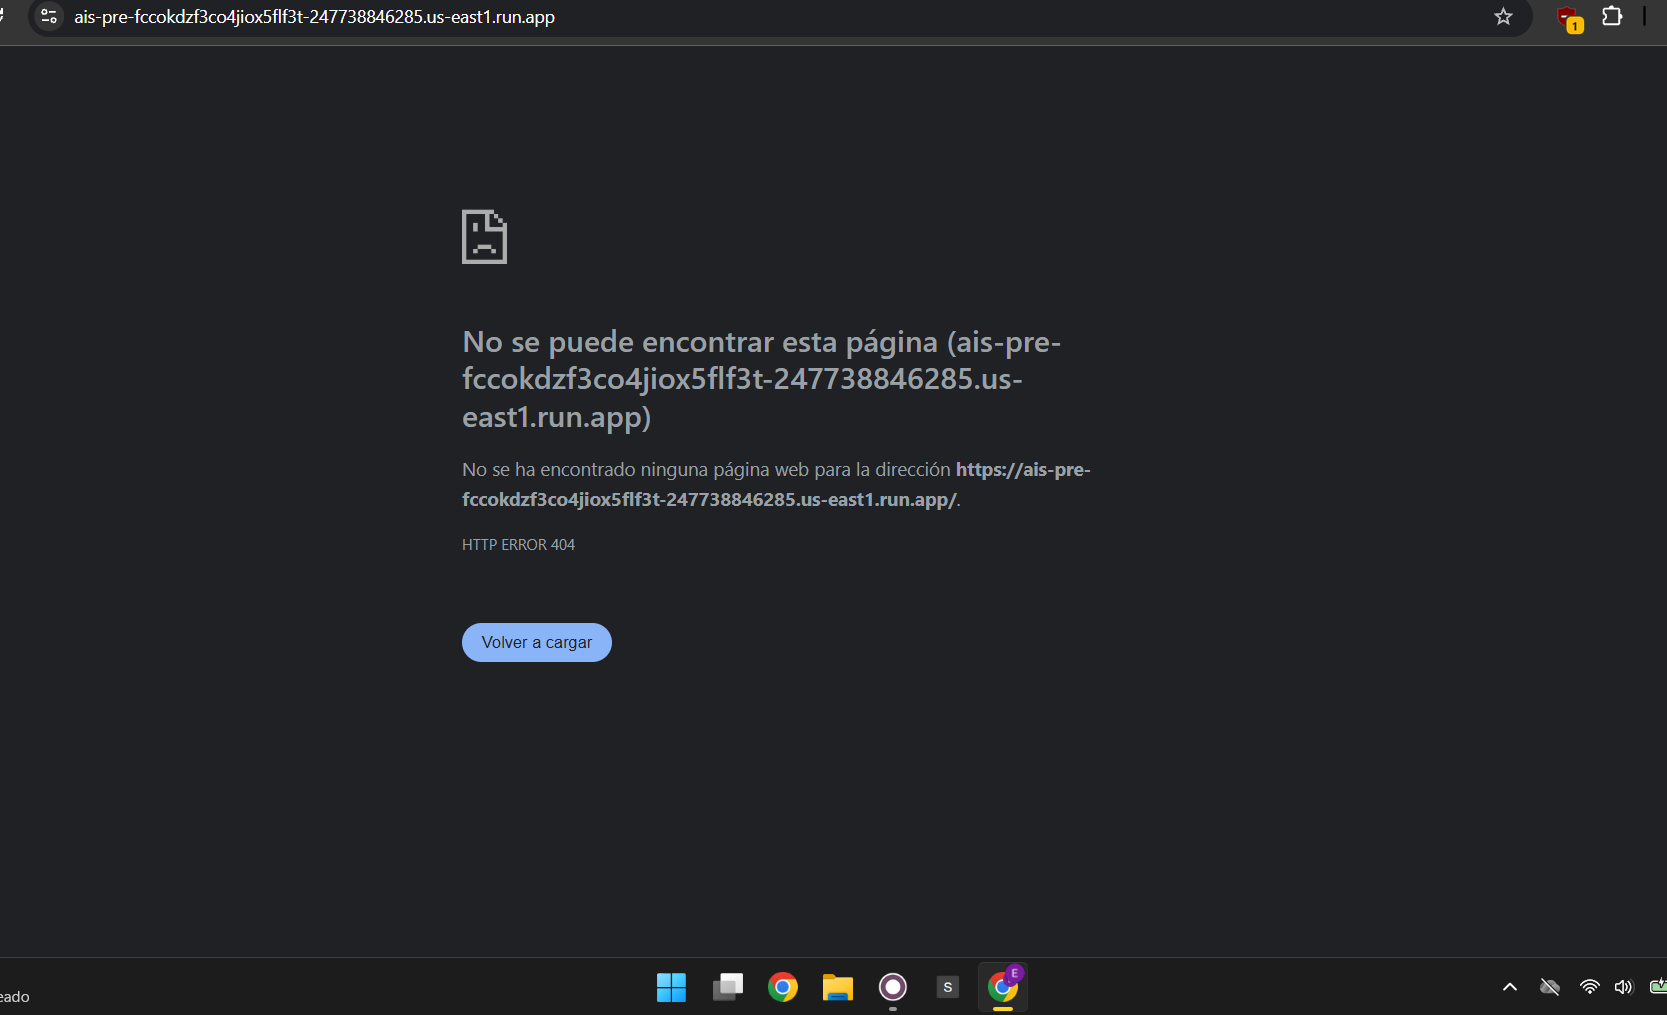 ais-pre-fccokdzf3co4jiox5flf3t-247738846285.us-east1.run.app
1
No se puede encontrar esta página (ais-pre-
fccokdzf3co4jiox5flf3t-247738846285.us-
east1.run.app)
No se ha encontrado ninguna página web para la dirección https://ais-pre-
fccokdzf3co4jiox5flf3t-247738846285.us-east1.run.app/.
HTTP ERROR 404
Volver a cargar
eado
S
E